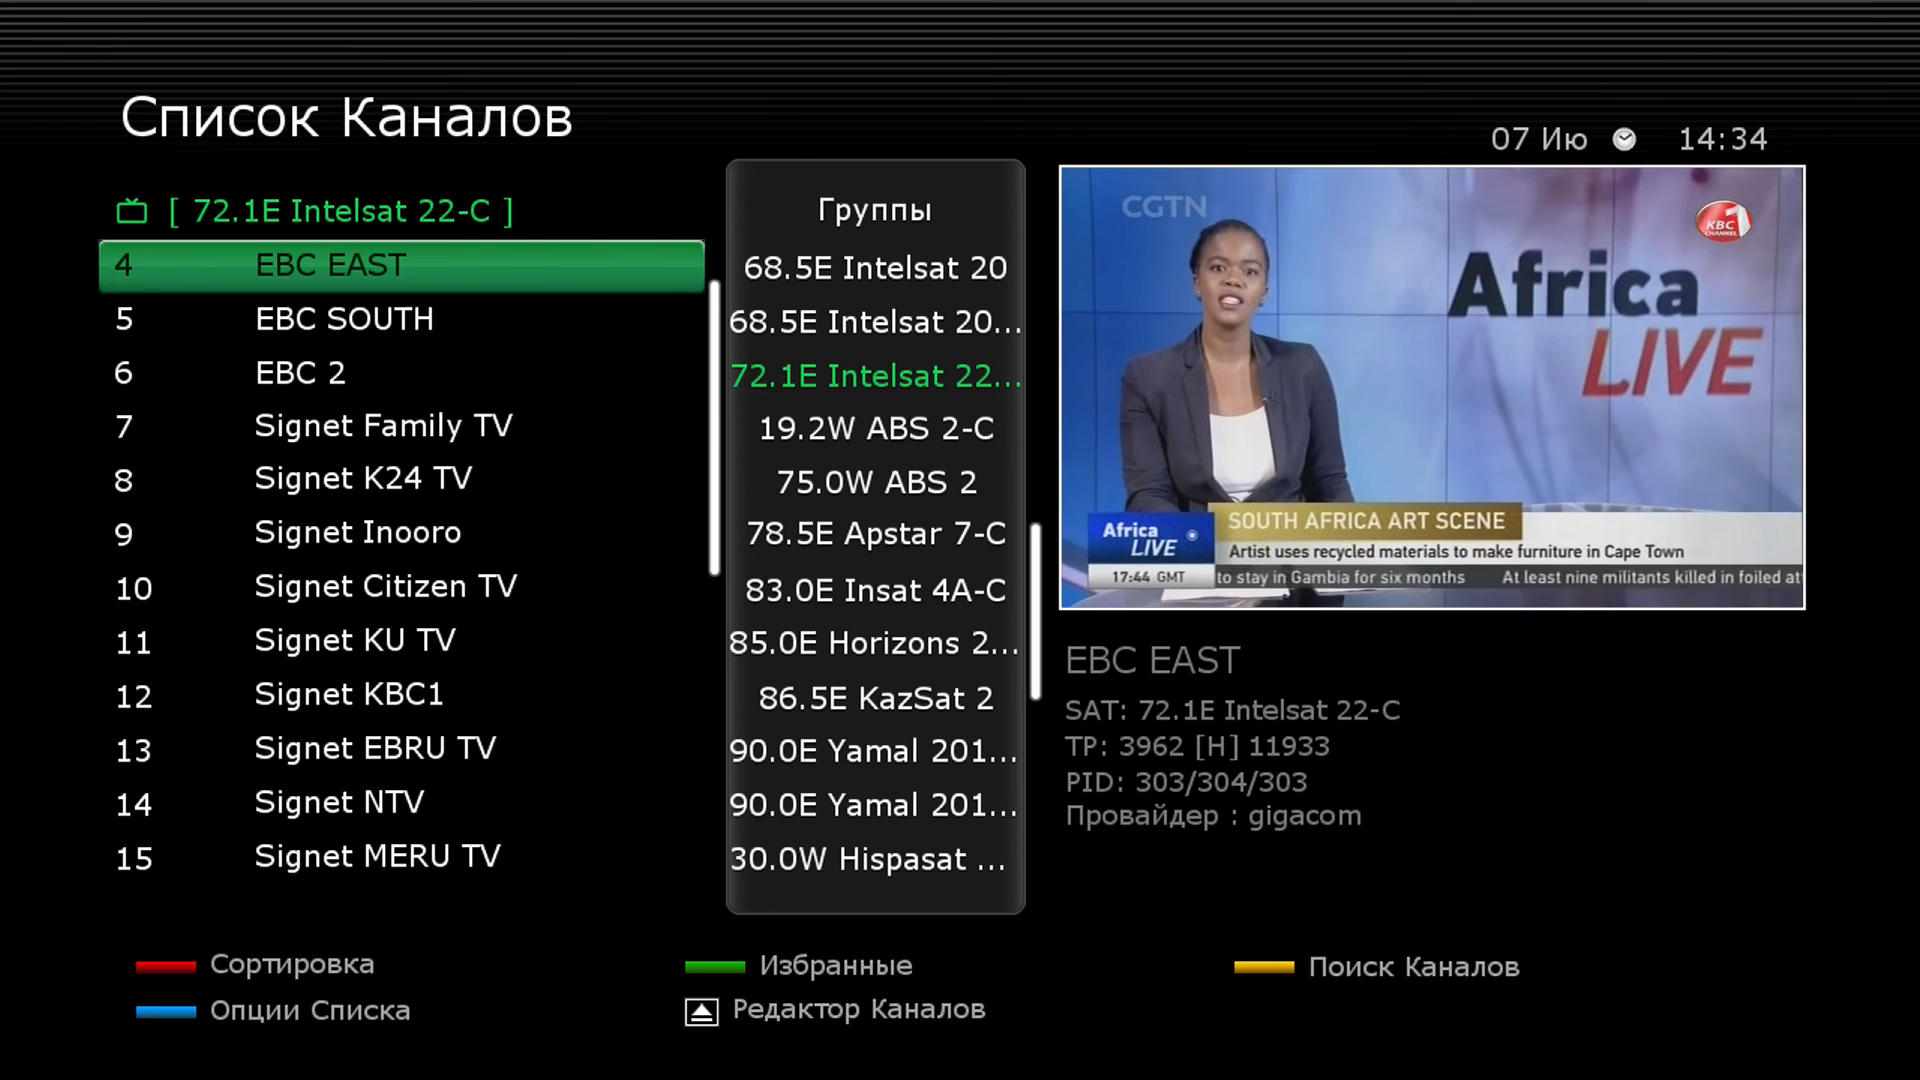 Список Каналов
07 Ию 14:34
[ 72.1E Intelsat 22-C ]
4 EBC EAST
5 EBC SOUTH
6 EBC 2
7 Signet Family TV
8 Signet K24 TV
9 Signet Inooro
10 Signet Citizen TV
11 Signet KU TV
12 Signet KBC1
13 Signet EBRU TV
14 Signet NTV
15 Signet MERU TV
Группы
68.5E Intelsat 20
68.5E Intelsat 20...
72.1E Intelsat 22...
19.2W ABS 2-C
75.0W ABS 2
78.5E Apstar 7-C
83.0E Insat 4A-C
85.0E Horizons 2...
86.5E KazSat 2
90.0E Yamal 201...
90.0E Yamal 201...
30.0W Hispasat ...
CGTN
KBC 1
CHANNEL
Africa
LIVE
SOUTH AFRICA ART SCENE
Africa
LIVE
Artist uses recycled materials to make furniture in Cape Town
17:44 GMT
to stay in Gambia for six months At least nine militants killed in foiled at
EBC EAST
SAT: 72.1E Intelsat 22-C
TP: 3962 [H] 11933
PID: 303/304/303
Провайдер : gigacom
Сортировка
Избранные
Поиск Каналов
Опции Списка
Редактор Каналов